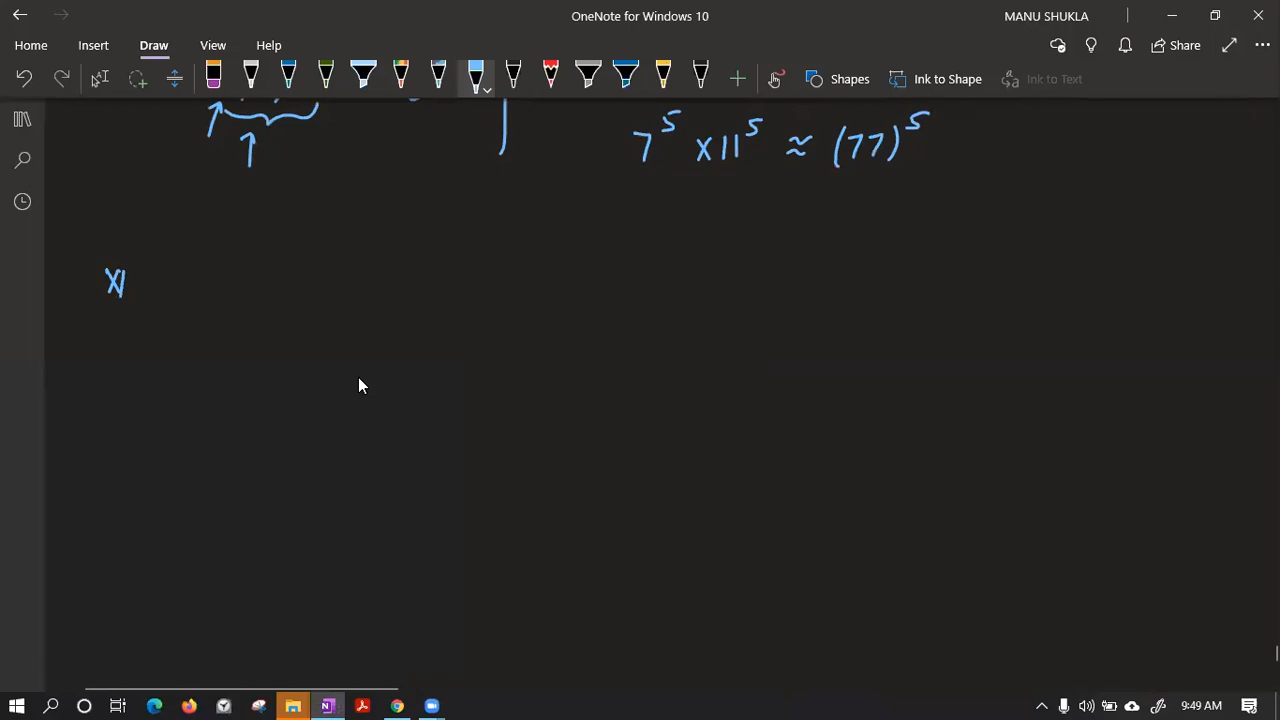 OneNote for Windows 10
MANU SHUKLA
Home Insert Draw View Help
Share
Shapes
Ink to Shape
Ink to Text
7⁵ x11⁵ ≈ (77)⁵
9:49 AM